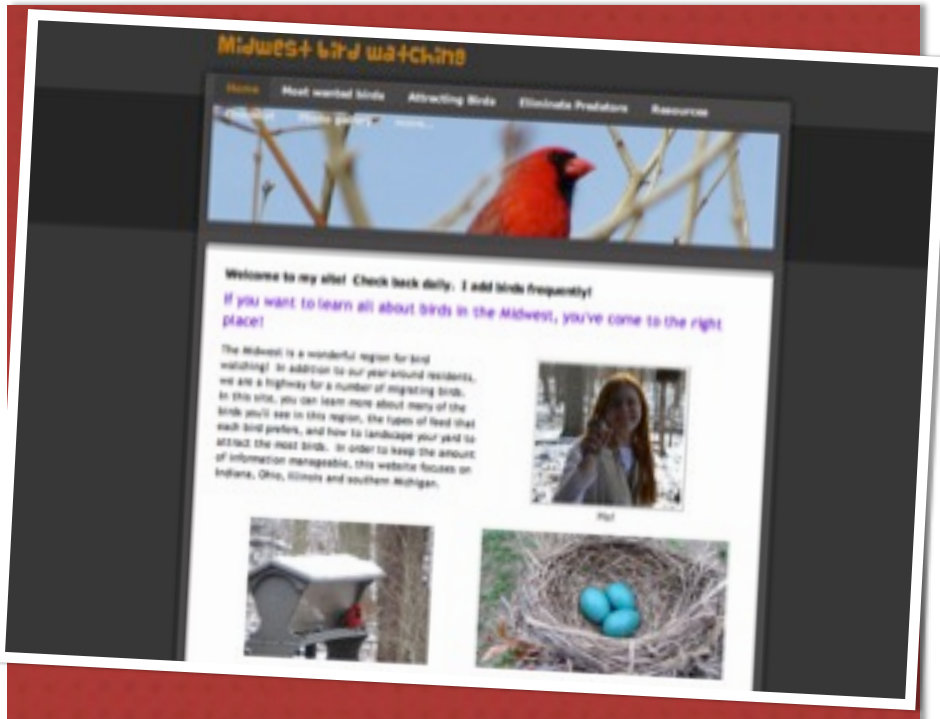 Midwest bird watching
Home Most wanted birds Attracting Birds Eliminate Predators Resources
Checklist Photo gallery more...
Welcome to my site! Check back daily. I add birds frequently!
If you want to learn all about birds in the Midwest, you've come to the right
place!
The Midwest is a wonderful region for bird
watching! In addition to our year-around residents,
we are a highway for a number of migrating birds.
In this site, you can learn more about many of the
birds you'll see in this region, the types of feed that
each bird prefers, and how to landscape your yard to
attract the most birds. In order to keep the amount
of information manageable, this website focuses on
Indiana, Ohio, Illinois and southern Michigan.
Me!